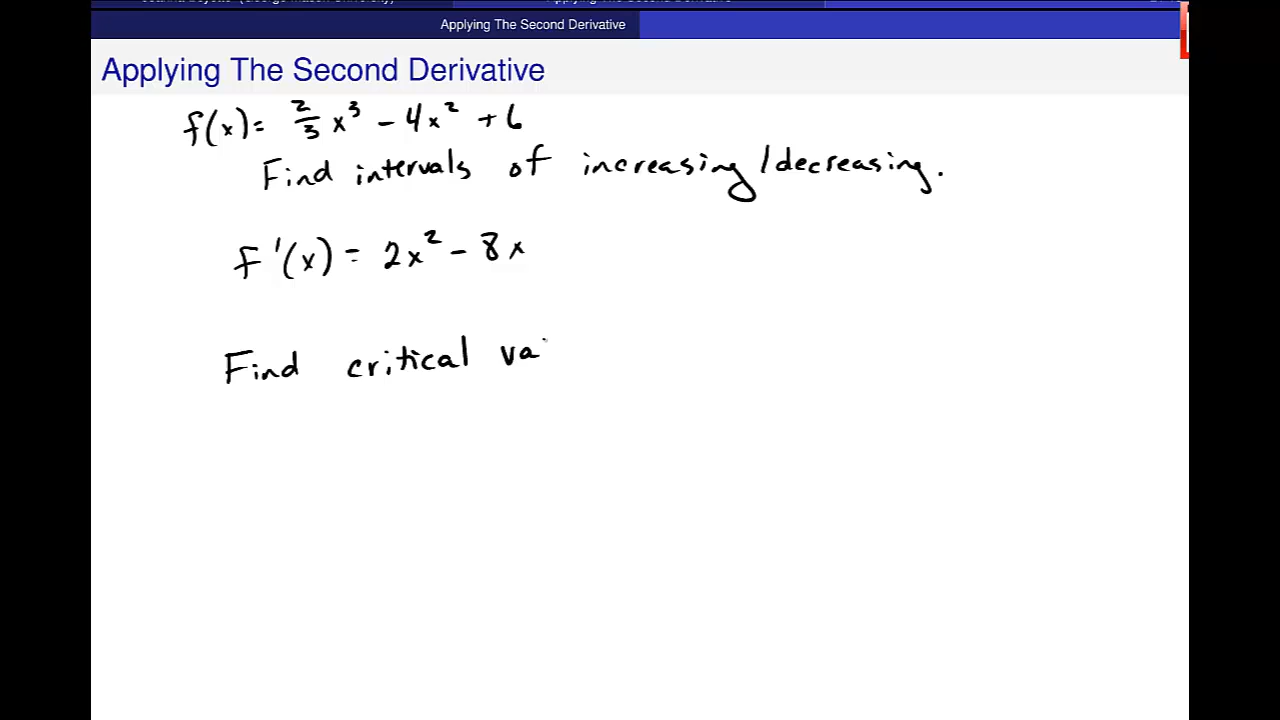 Applying The Second Derivative
Applying The Second Derivative
f(x) = 2/3 x³ - 4x² + 6
Find intervals of increasing/decreasing.
f'(x) = 2x² - 8x
Find critical va